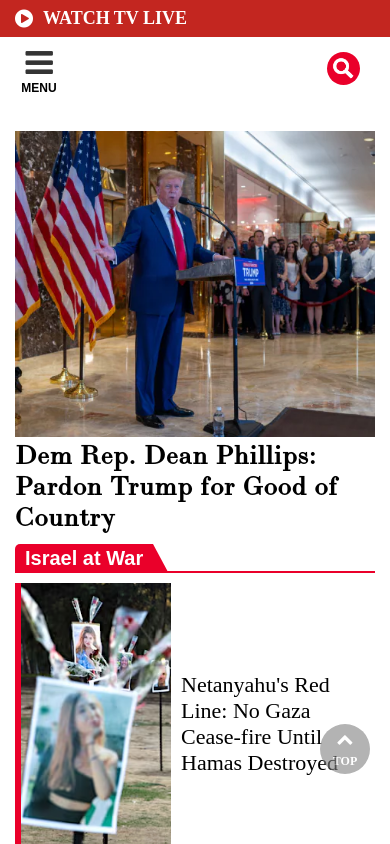 WATCH TV LIVE
MENU
TRUMP
Dem Rep. Dean Phillips:
Pardon Trump for Good of
Country
Israel at War
Netanyahu's Red
Line: No Gaza
Cease-fire Until
Hamas Destroyed
TOP